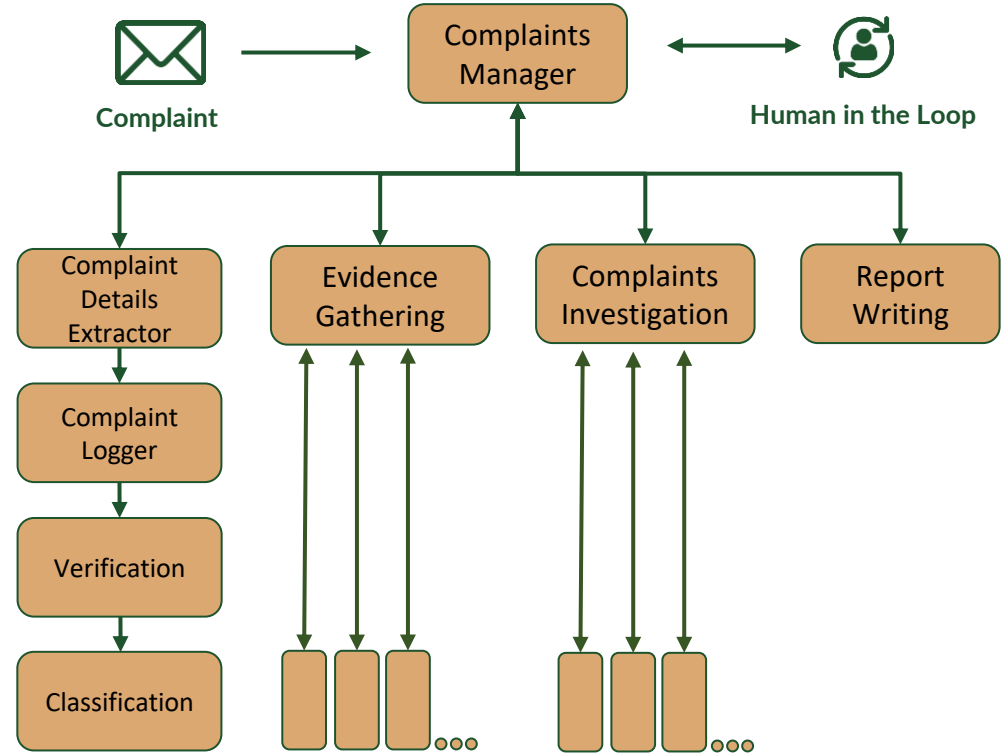 Complaints
Manager
Complaint
Human in the Loop
Complaint
Details
Extractor
Evidence
Gathering
Complaints
Investigation
Report
Writing
Complaint
Logger
Verification
Classification